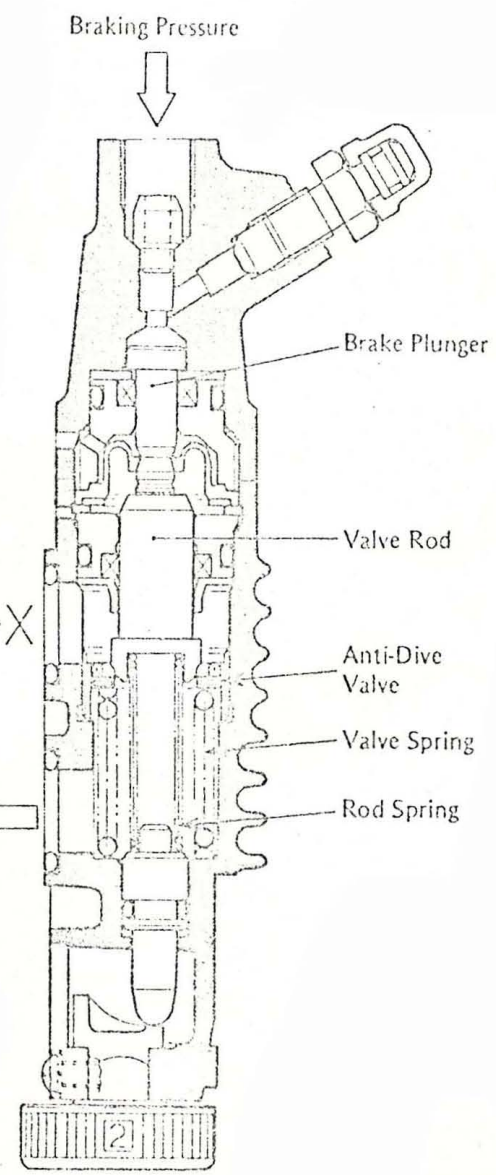 Braking Pressure
Brake Plunger
Valve Rod
X
Anti-Dive
Valve
Valve Spring
Rod Spring
2